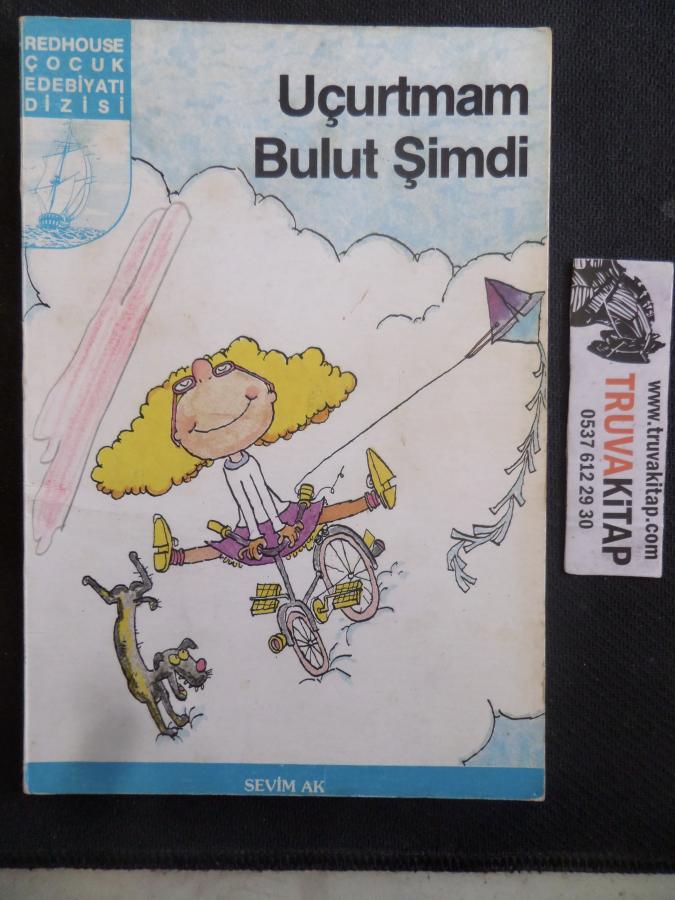 REDHOUSE
ÇOCUK
EDEBİYATI
DİZİSİ
Uçurtmam
Bulut Şimdi
SEVİM AK
www.truvakitap.com
TRUVAKİTAP
0537 612 29 30